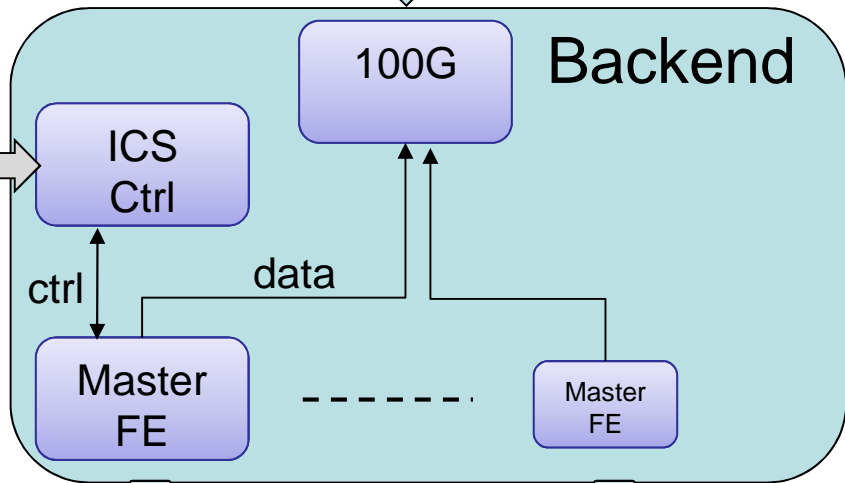 100G
Backend
ICS
Ctrl
data
ctrl
Master
FE
Master
FE